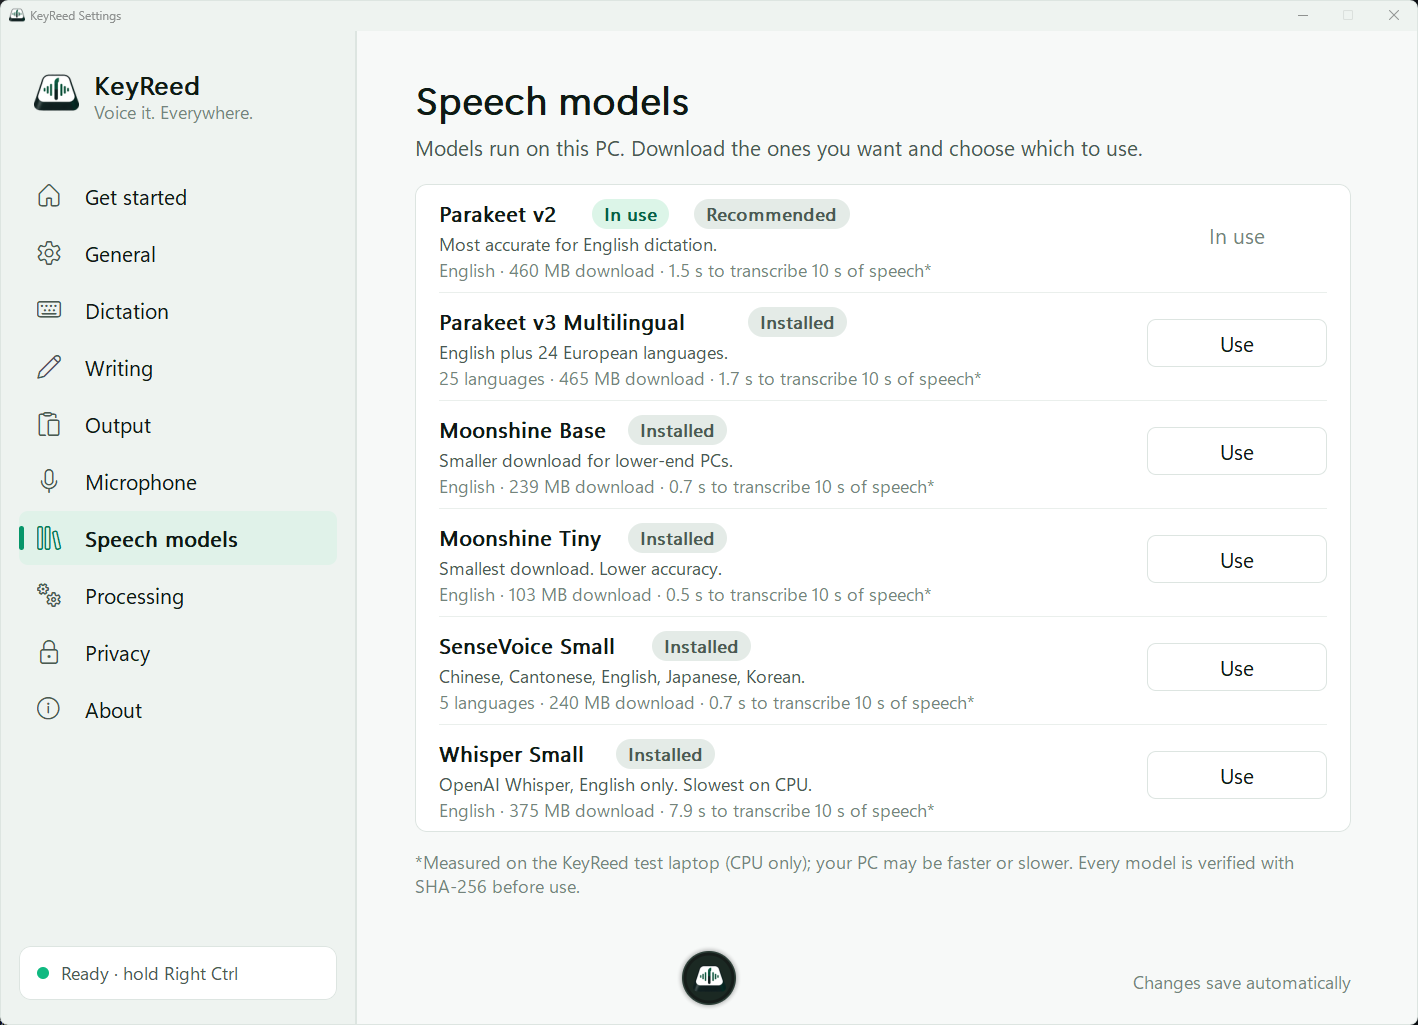 KeyReed Settings
KeyReed
Voice it. Everywhere.
Get started
General
Dictation
Writing
Output
Microphone
Speech models
Processing
Privacy
About
Ready · hold Right Ctrl
Speech models
Models run on this PC. Download the ones you want and choose which to use.
Parakeet v2 In use Recommended
Most accurate for English dictation.
English · 460 MB download · 1.5 s to transcribe 10 s of speech*
In use
Parakeet v3 Multilingual Installed
English plus 24 European languages.
25 languages · 465 MB download · 1.7 s to transcribe 10 s of speech*
Use
Moonshine Base Installed
Smaller download for lower-end PCs.
English · 239 MB download · 0.7 s to transcribe 10 s of speech*
Use
Moonshine Tiny Installed
Smallest download. Lower accuracy.
English · 103 MB download · 0.5 s to transcribe 10 s of speech*
Use
SenseVoice Small Installed
Chinese, Cantonese, English, Japanese, Korean.
5 languages · 240 MB download · 0.7 s to transcribe 10 s of speech*
Use
Whisper Small Installed
OpenAI Whisper, English only. Slowest on CPU.
English · 375 MB download · 7.9 s to transcribe 10 s of speech*
Use
*Measured on the KeyReed test laptop (CPU only); your PC may be faster or slower. Every model is verified with
SHA-256 before use.
Changes save automatically